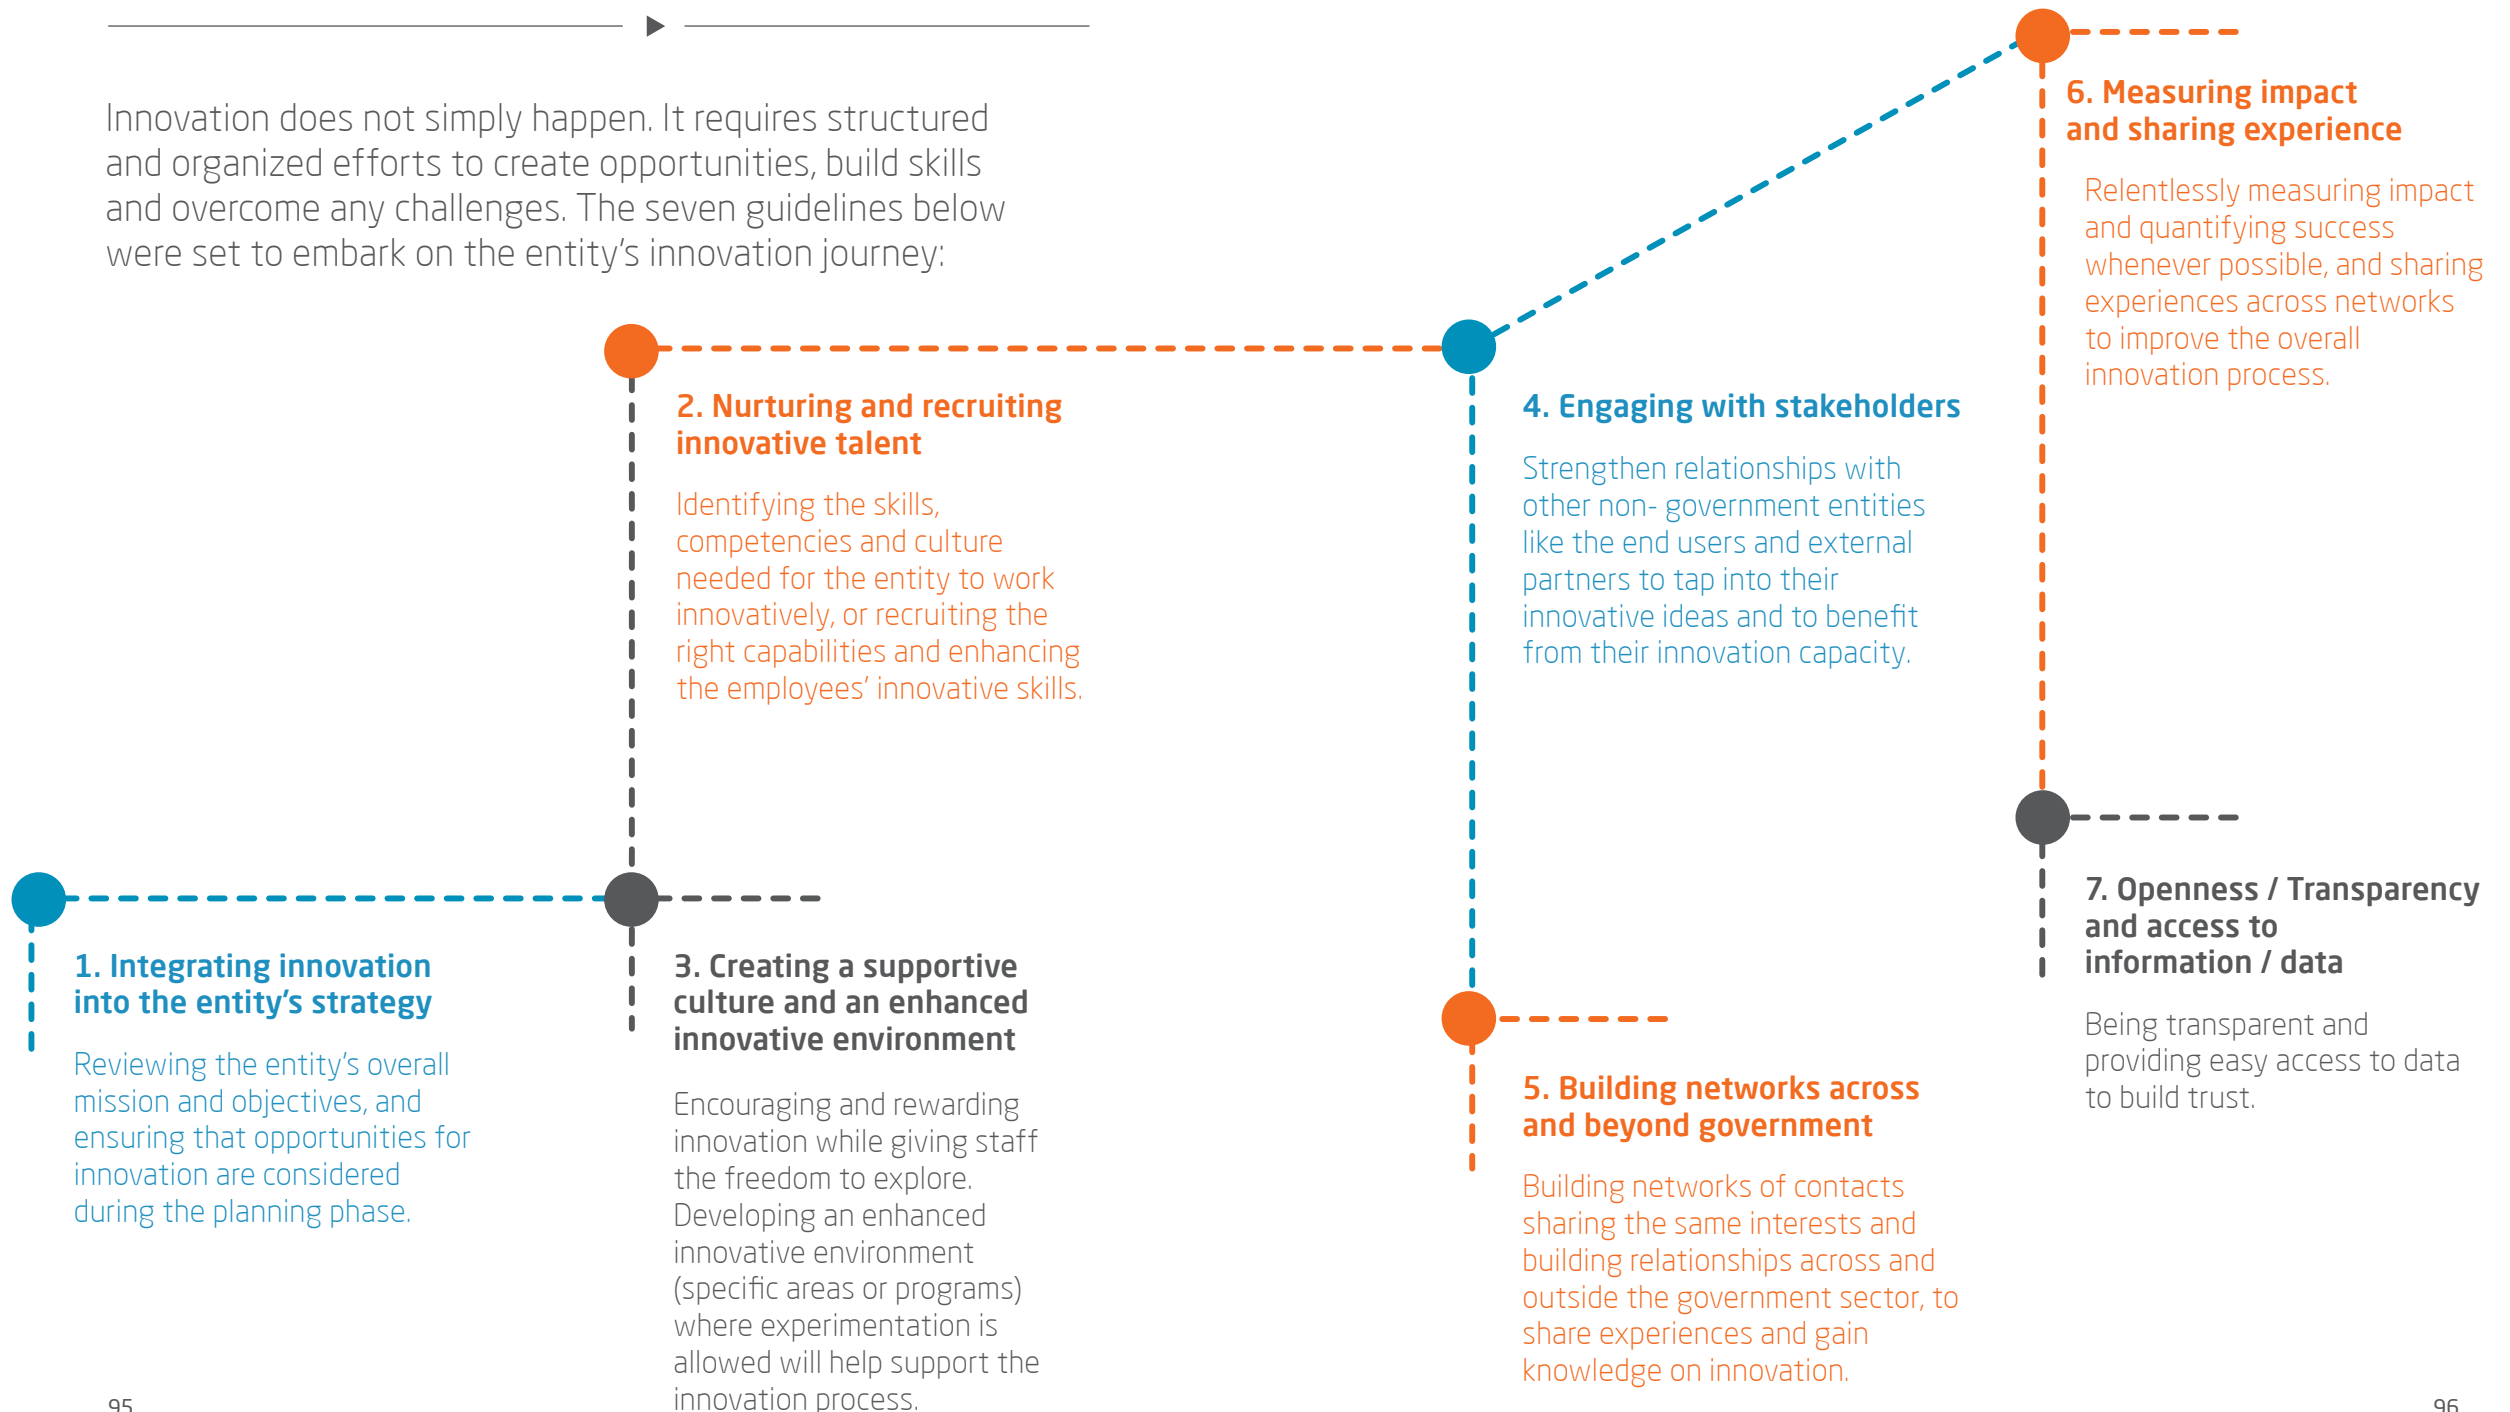 Innovation does not simply happen. It requires structured
and organized efforts to create opportunities, build skills
and overcome any challenges. The seven guidelines below
were set to embark on the entity’s innovation journey:
1. Integrating innovation
into the entity’s strategy
Reviewing the entity’s overall
mission and objectives, and
ensuring that opportunities for
innovation are considered
during the planning phase.
2. Nurturing and recruiting
innovative talent
Identifying the skills,
competencies and culture
needed for the entity to work
innovatively, or recruiting the
right capabilities and enhancing
the employees’ innovative skills.
3. Creating a supportive
culture and an enhanced
innovative environment
Encouraging and rewarding
innovation while giving staff
the freedom to explore.
Developing an enhanced
innovative environment
(specific areas or programs)
where experimentation is
allowed will help support the
innovation process.
4. Engaging with stakeholders
Strengthen relationships with
other non- government entities
like the end users and external
partners to tap into their
innovative ideas and to benefit
from their innovation capacity.
5. Building networks across
and beyond government
Building networks of contacts
sharing the same interests and
building relationships across and
outside the government sector, to
share experiences and gain
knowledge on innovation.
6. Measuring impact
and sharing experience
Relentlessly measuring impact
and quantifying success
whenever possible, and sharing
experiences across networks
to improve the overall
innovation process.
7. Openness / Transparency
and access to
information / data
Being transparent and
providing easy access to data
to build trust.
95
96